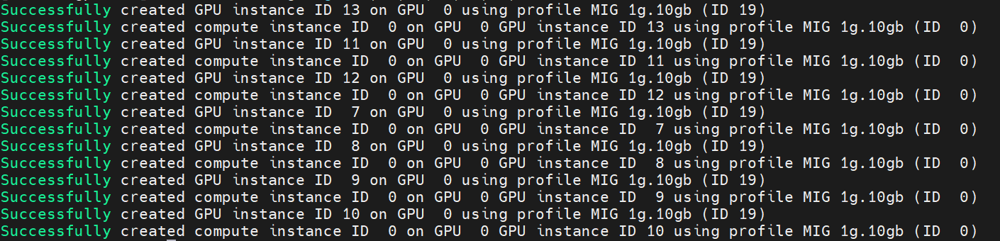 Successfully created GPU instance ID 13 on GPU  0 using profile MIG 1g.10gb (ID 19)
Successfully created compute instance ID  0 on GPU  0 GPU instance ID 13 using profile MIG 1g.10gb (ID  0)
Successfully created GPU instance ID 11 on GPU  0 using profile MIG 1g.10gb (ID 19)
Successfully created compute instance ID  0 on GPU  0 GPU instance ID 11 using profile MIG 1g.10gb (ID  0)
Successfully created GPU instance ID 12 on GPU  0 using profile MIG 1g.10gb (ID 19)
Successfully created compute instance ID  0 on GPU  0 GPU instance ID 12 using profile MIG 1g.10gb (ID  0)
Successfully created GPU instance ID  7 on GPU  0 using profile MIG 1g.10gb (ID 19)
Successfully created compute instance ID  0 on GPU  0 GPU instance ID  7 using profile MIG 1g.10gb (ID  0)
Successfully created GPU instance ID  8 on GPU  0 using profile MIG 1g.10gb (ID 19)
Successfully created compute instance ID  0 on GPU  0 GPU instance ID  8 using profile MIG 1g.10gb (ID  0)
Successfully created GPU instance ID  9 on GPU  0 using profile MIG 1g.10gb (ID 19)
Successfully created compute instance ID  0 on GPU  0 GPU instance ID  9 using profile MIG 1g.10gb (ID  0)
Successfully created GPU instance ID 10 on GPU  0 using profile MIG 1g.10gb (ID 19)
Successfully created compute instance ID  0 on GPU  0 GPU instance ID 10 using profile MIG 1g.10gb (ID  0)